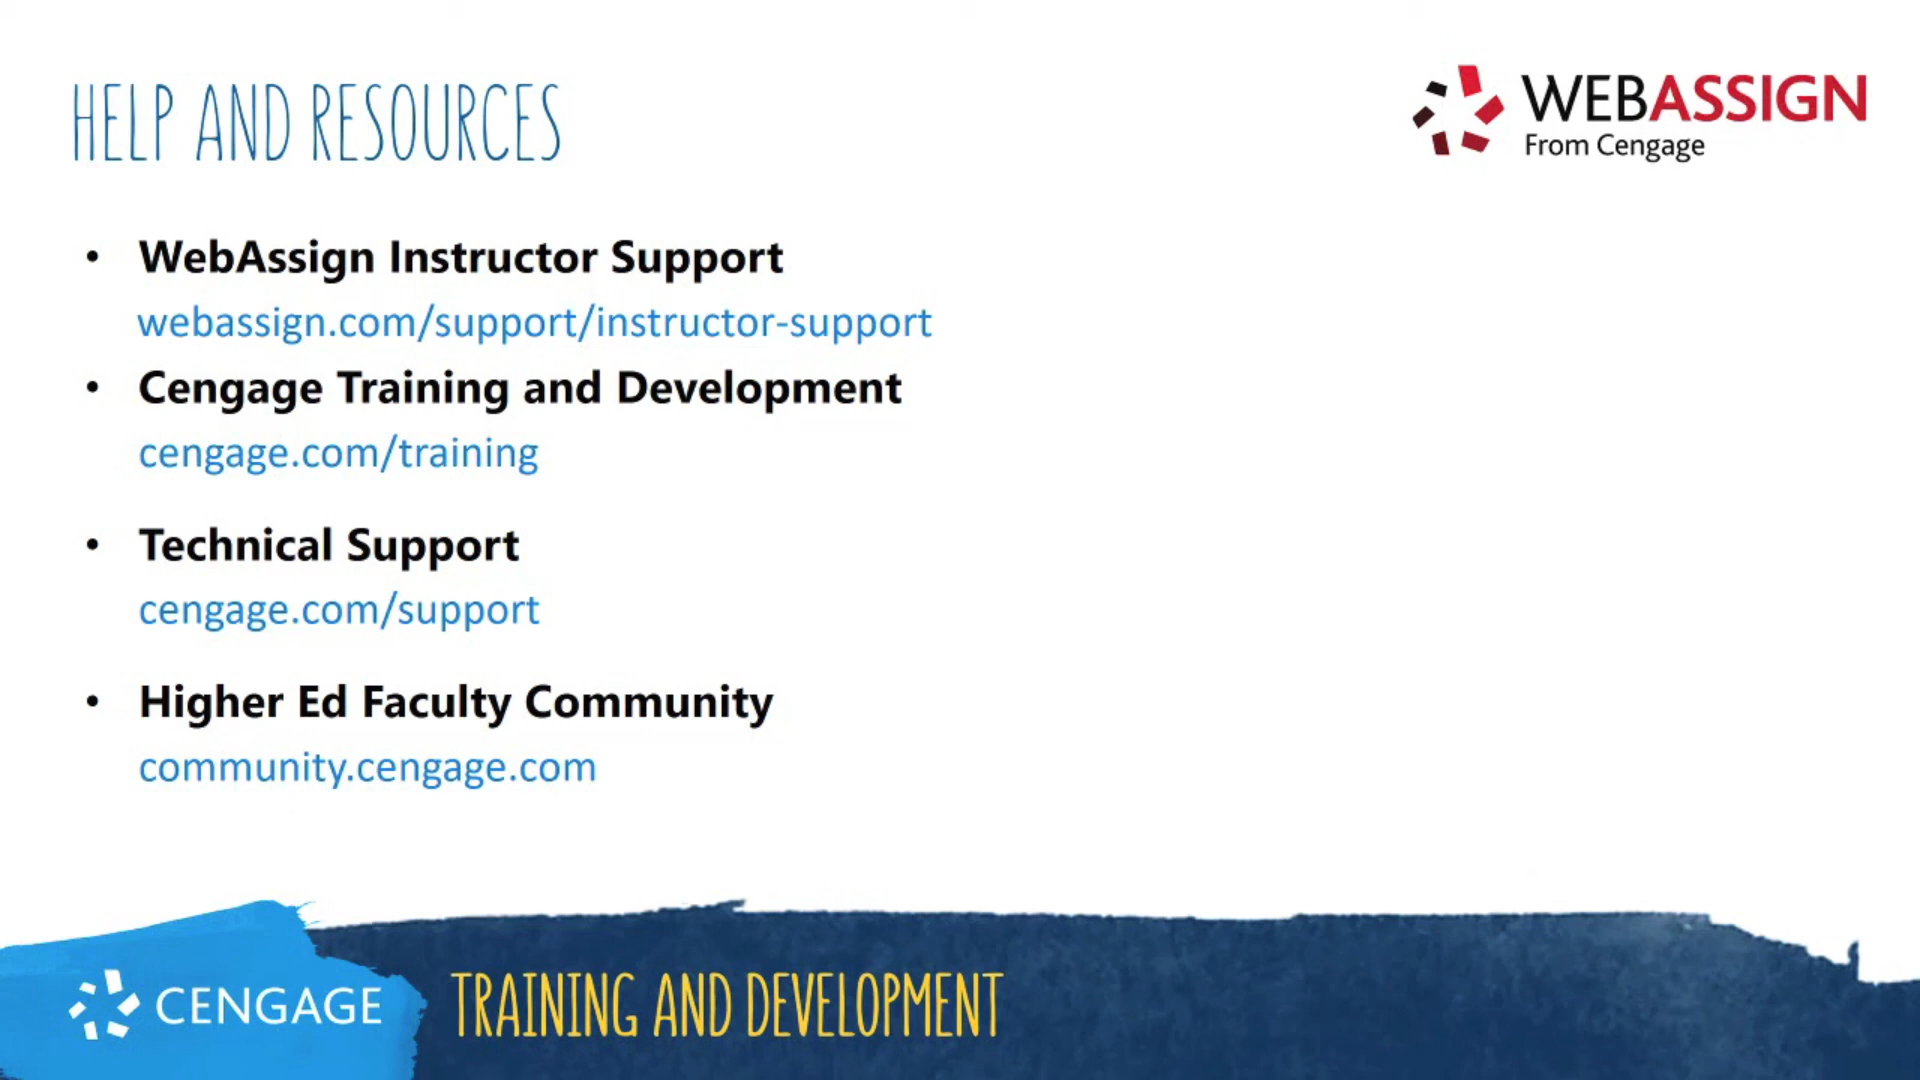 HELP AND RESOURCES
WEBASSIGN
From Cengage
• WebAssign Instructor Support
webassign.com/support/instructor-support
• Cengage Training and Development
cengage.com/training
• Technical Support
cengage.com/support
• Higher Ed Faculty Community
community.cengage.com
CENGAGE
TRAINING AND DEVELOPMENT